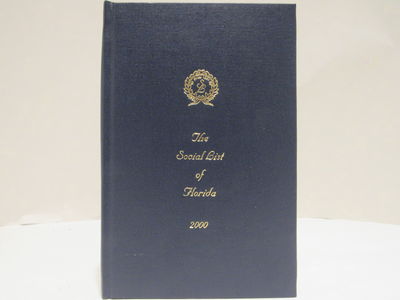 The
Social List
of
Florida
2000